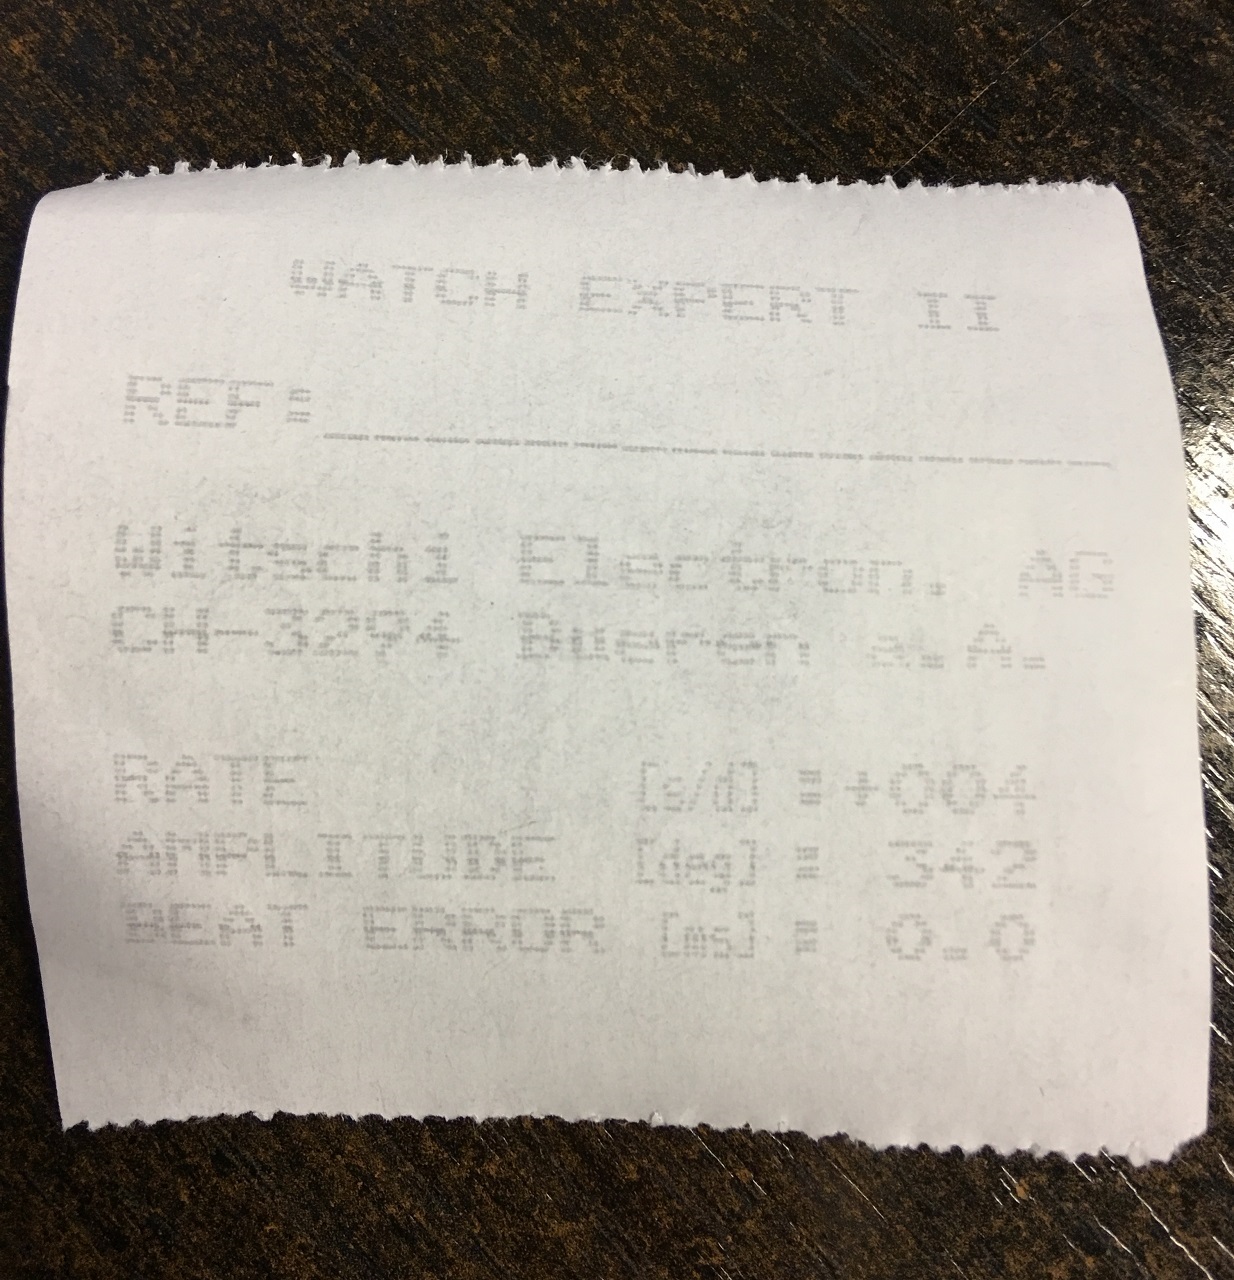 WATCH EXPERT II
REF:____________________
Witschi Electron. AG
CH-3294 Bueren a.A.
RATE [s/d] =+004
AMPLITUDE [deg] = 342
BEAT ERROR [ms] = 0.0